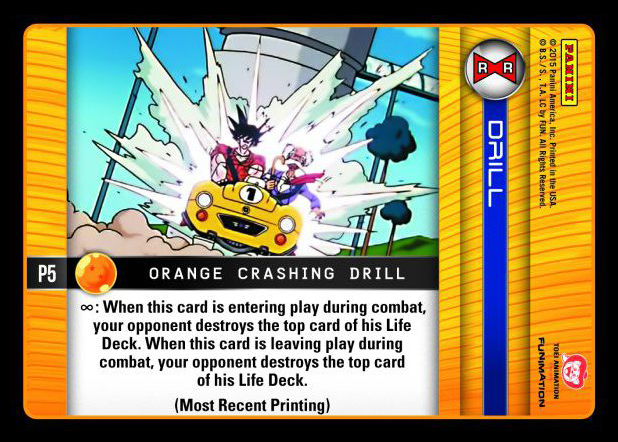 1
P5
ORANGE CRASHING DRILL
∞: When this card is entering play during combat,
your opponent destroys the top card of his Life
Deck. When this card is leaving play during
combat, your opponent destroys the top card
of his Life Deck.
(Most Recent Printing)
R R
DRILL
PANINI
© 2015 Panini America, Inc. Printed in the USA.
© B.S./ S., T.A. LC by FUN. All Rights Reserved.
TOEI ANIMATION
FUNIMATION